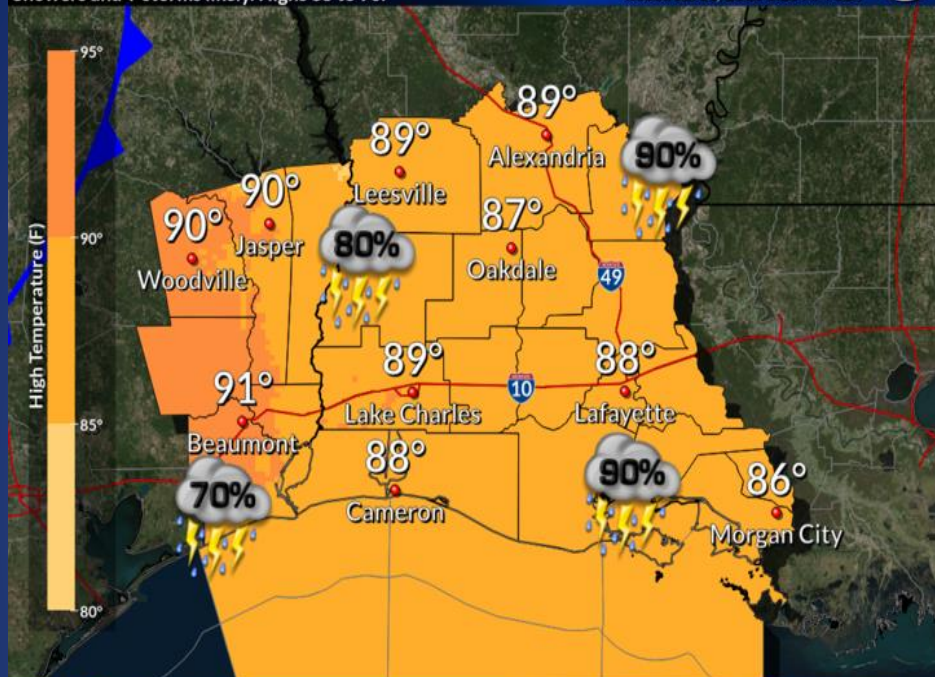 95°
90°
85°
80°
High Temperature (F)
89°
Alexandria
90%
89°
Leesville
90°
Jasper
90°
Woodville
80%
87°
Oakdale
49
91°
Beaumont
89°
Lake Charles
10
88°
Lafayette
70%
88°
Cameron
90%
86°
Morgan City